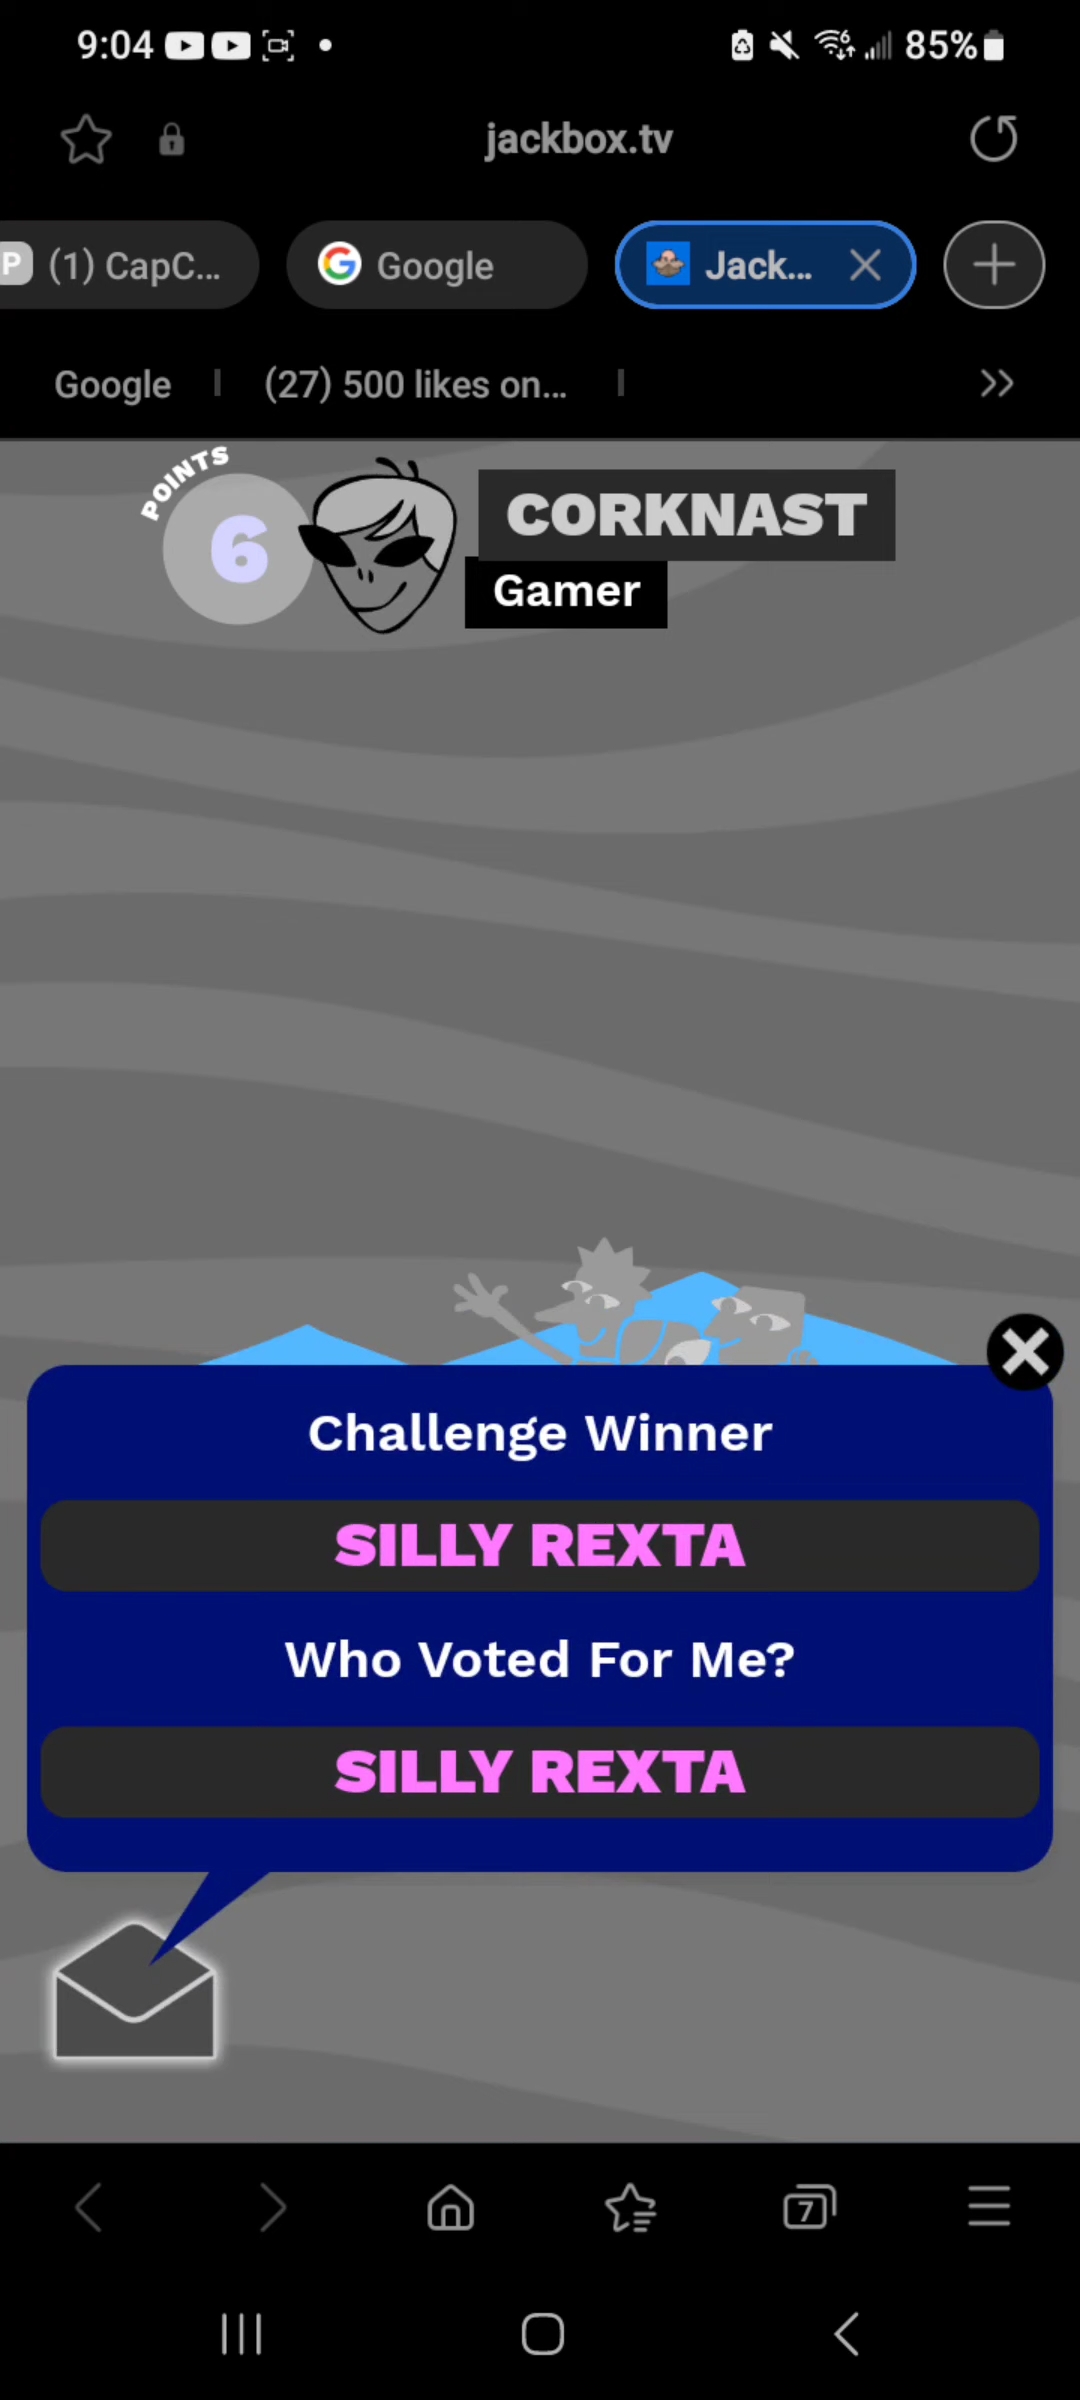 9:04
85%
jackbox.tv
P (1) CapC...
Google
Jack...
Google
(27) 500 likes on...
POINTS
6
CORKNAST
Gamer
Challenge Winner
SILLY REXTA
Who Voted For Me?
SILLY REXTA
7